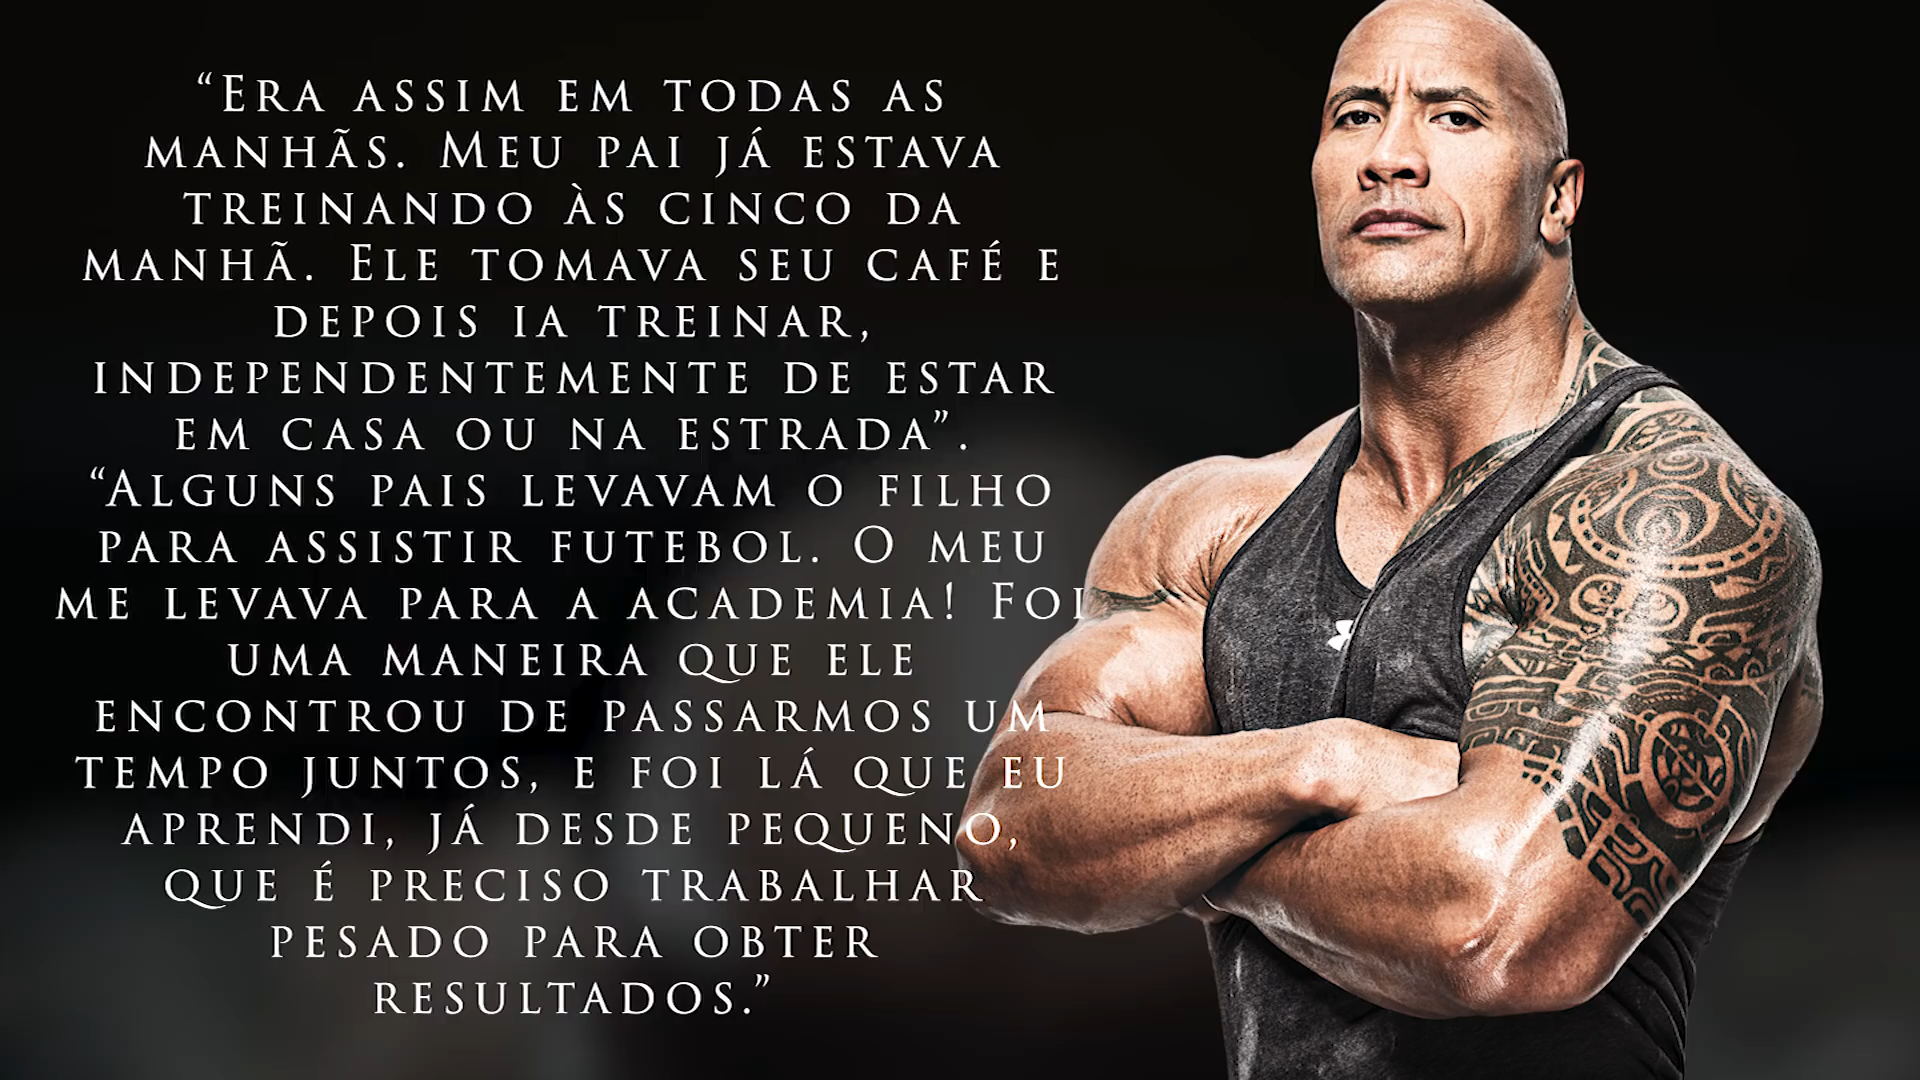 “Era assim em todas as
manhãs. Meu pai já estava
treinando às cinco da
manhã. Ele tomava seu café e
depois ia treinar,
independentemente de estar
em casa ou na estrada”.
“Alguns pais levavam o filho
para assistir futebol. O meu
me levava para a academia! Foi
uma maneira que ele
encontrou de passarmos um
tempo juntos, e foi lá que eu
aprendi, já desde pequeno,
que é preciso trabalhar
pesado para obter
resultados.”